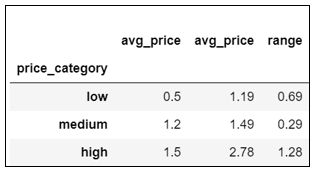 avg_price avg_price range
price_category
low 0.5 1.19 0.69
medium 1.2 1.49 0.29
high 1.5 2.78 1.28